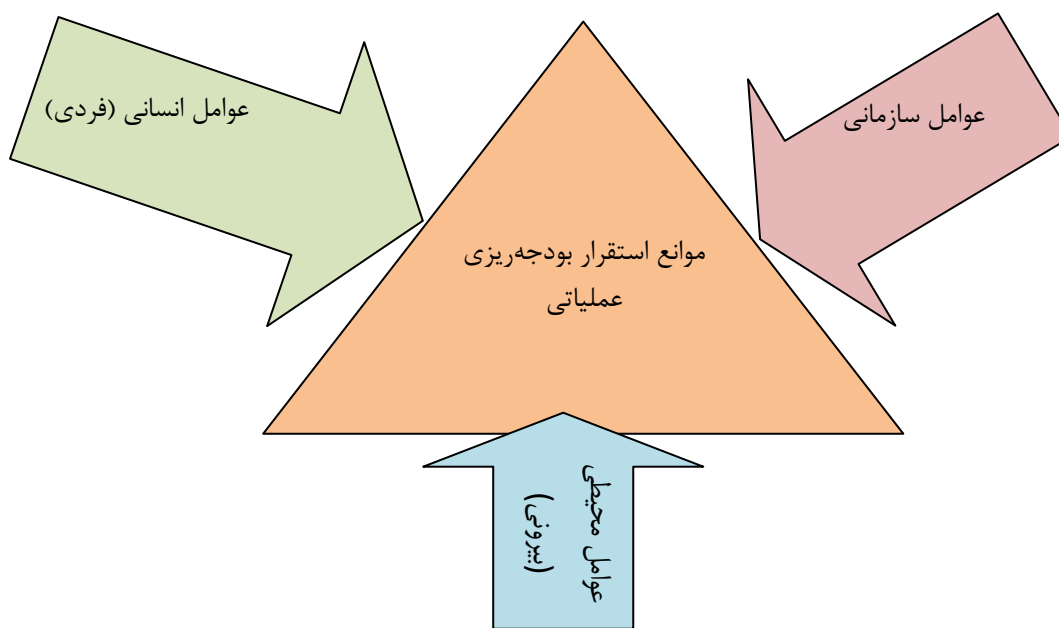 عوامل سازمانی
عوامل انسانی (فردی)
موانع استقرار بودجه‌ریزی
عملیاتی
عوامل محیطی
(بیرونی)